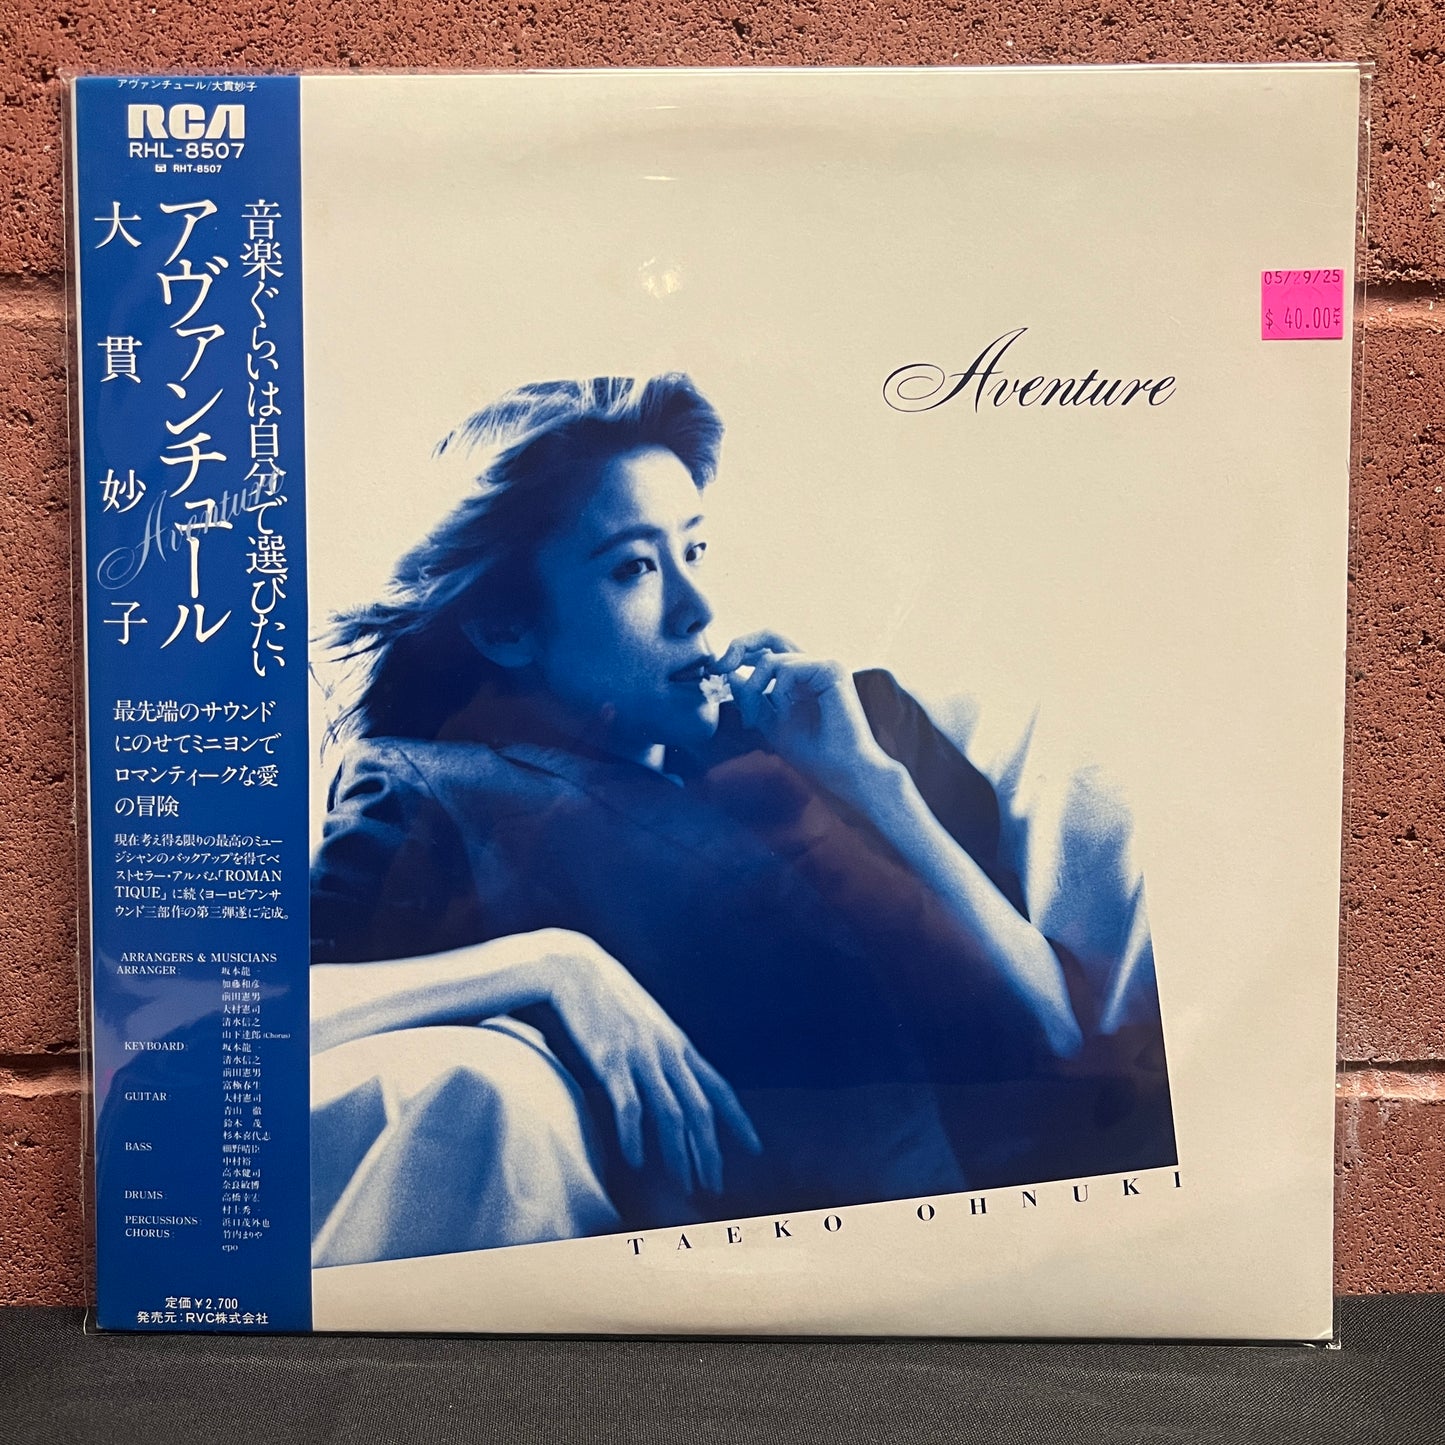 アヴァンチュール/大貫妙子
RCA
RHL-8507
RHT-8507
音楽ぐらいは自分で選びたい
アヴァンチュール
大貫妙子
Aventure
最先端のサウンド
にのせてミニヨンで
ロマンティークな愛
の冒険
現在考え得る限りの最高のミュー
ジシャンのバックアップを得てベ
ストセラー・アルバム「ROMAN
TIQUE」に続くヨーロピアンサ
ウンド三部作の第三弾遂に完成。
ARRANGERS & MUSICIANS
ARRANGER: 坂本龍一
加藤和彦
前田憲男
大村憲司
清水信之
山下達郎 (Chorus)
KEYBOARD: 坂本龍一
清水信之
前田憲男
富樫春生
GUITAR: 大村憲司
青山 徹
鈴木 茂
杉本喜代志
BASS 細野晴臣
中村裕一
高水健司
奈良敏博
DRUMS: 高橋幸宏
村上秀一
PERCUSSIONS: 浜口茂外也
CHORUS: 竹内まりや
epo
定価￥2,700
発売元:RVC株式会社
Aventure
05/29/25
$ 40.00
TAEKO OHNUKI